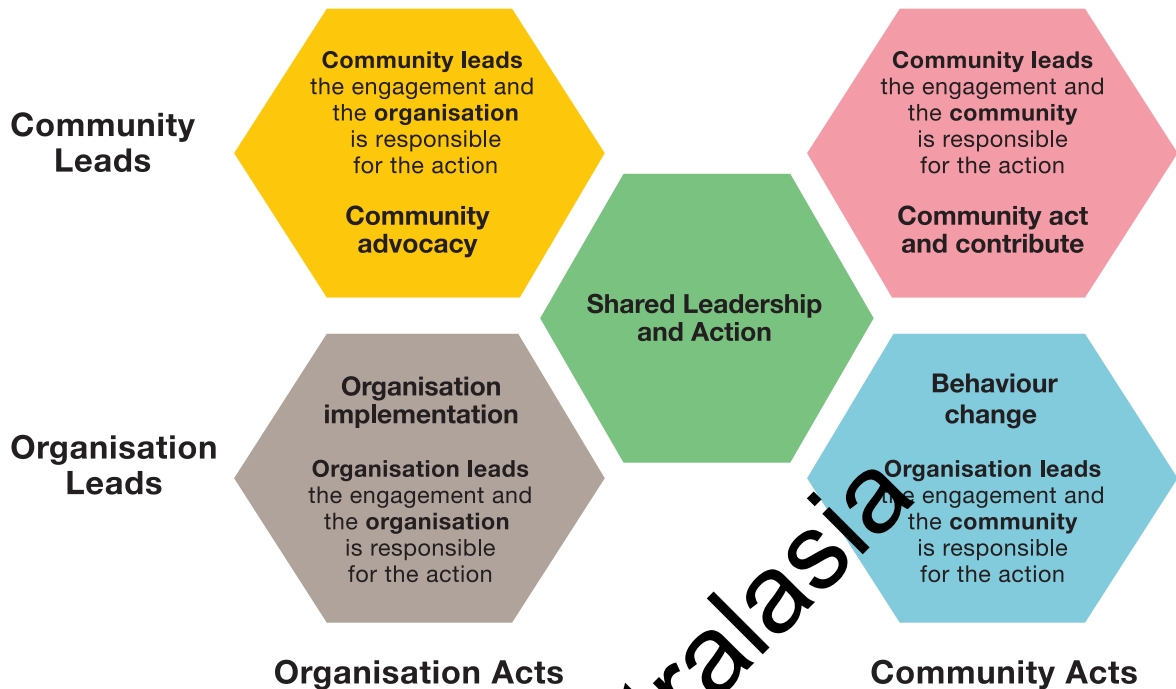 Community leads
the engagement and
the organisation
is responsible
for the action
Community
advocacy
Community leads
the engagement and
the community
is responsible
for the action
Community act
and contribute
Community
Leads
Shared Leadership
and Action
Organisation
implementation
Organisation leads
the engagement and
the organisation
is responsible
for the action
Behaviour
change
Organisation leads
the engagement and
the community
is responsible
for the action
Organisation
Leads
Organisation Acts
Community Acts
tralasia